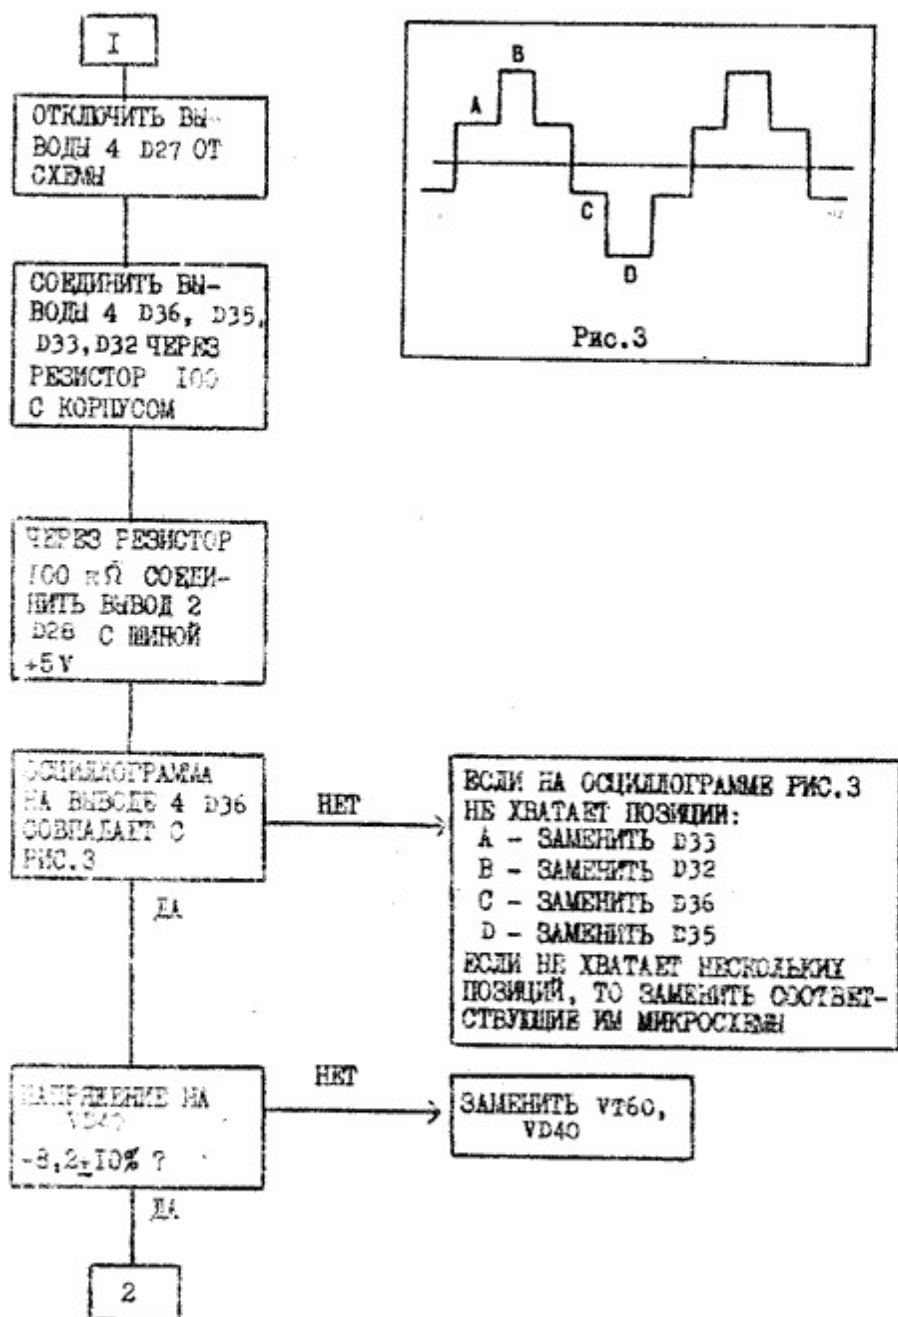 I
ОТКЛЮЧИТЬ ВЫ-
ВОДЫ 4 D27 ОТ
СХЕМЫ
СОЕДИНИТЬ ВЫ-
ВОДЫ 4 D36, D35,
D33, D32 ЧЕРЕЗ
РЕЗИСТОР 100
С КОРПУСОМ
ЧЕРЕЗ РЕЗИСТОР
100 кΩ СОЕДИ-
НИТЬ ВЫВОД 2
D28 С ШИНОЙ
+5V
ОСЦИЛЛОГРАММА
НА ВЫВОДЕ 4 D36
СОВПАДАЕТ С
РИС.3
НЕТ
ДА
НАПРЯЖЕНИЕ НА
VD40
-8,2±10% ?
НЕТ
ДА
2
A
B
C
D
Рис.3
ЕСЛИ НА ОСЦИЛЛОГРАММЕ РИС.3
НЕ ХВАТАЕТ ПОЗИЦИИ:
A - ЗАМЕНИТЬ D33
B - ЗАМЕНИТЬ D32
C - ЗАМЕНИТЬ D36
D - ЗАМЕНИТЬ D35
ЕСЛИ НЕ ХВАТАЕТ НЕСКОЛЬКИХ
ПОЗИЦИЙ, ТО ЗАМЕНИТЬ СООТВЕТ-
СТВУЮЩИЕ ИМ МИКРОСХЕМЫ
ЗАМЕНИТЬ VT60,
VD40